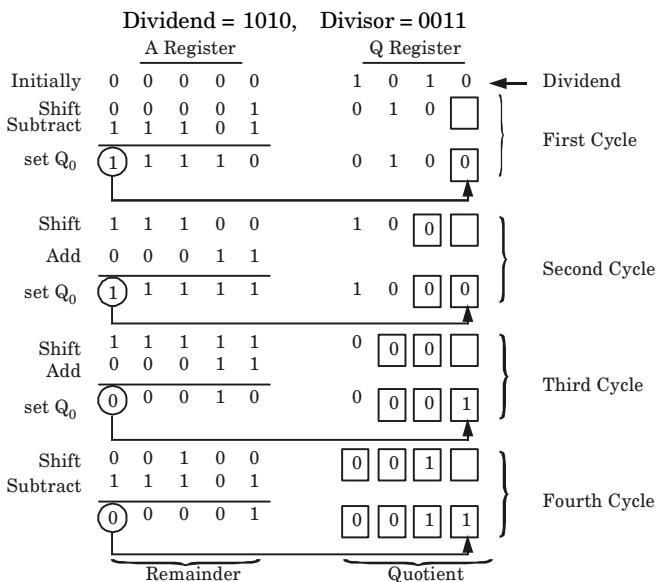 Dividend = 1010, Divisor = 0011
A Register Q Register
Initially 0 0 0 0 0 1 0 1 0 Dividend
Shift 0 0 0 0 1 0 1 0
Subtract 1 1 1 0 1
First Cycle
set Q0 1 1 1 1 0 0 1 0 0
Shift 1 1 1 0 0 1 0 0
Add 0 0 0 1 1
Second Cycle
set Q0 1 1 1 1 1 1 0 0 0
Shift 1 1 1 1 1 0 0 0
Add 0 0 0 1 1
Third Cycle
set Q0 0 0 0 1 0 0 0 0 1
Shift 0 0 1 0 0 0 0 1
Subtract 1 1 1 0 1
Fourth Cycle
0 0 0 0 1 0 0 1 1
Remainder Quotient